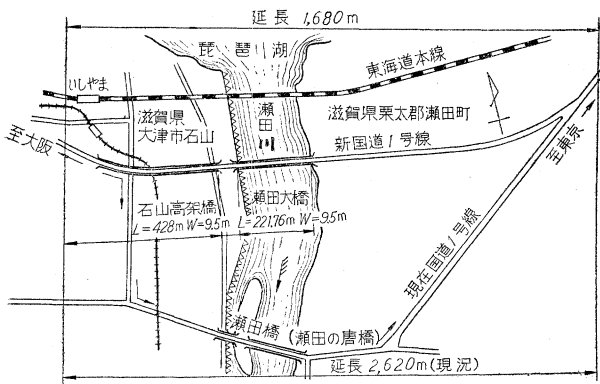 延長 1,680m
琵琶湖
東海道本線
いしやま
滋賀県
大津市石山
瀬田川
滋賀県栗太郡瀬田町
新国道1号線
至大阪
至東京
石山高架橋
L=428m W=9.5m
瀬田大橋
L=221.76m W=9.5m
現在国道1号線
瀬田橋(瀬田の唐橋)
延長 2,620m(現況)